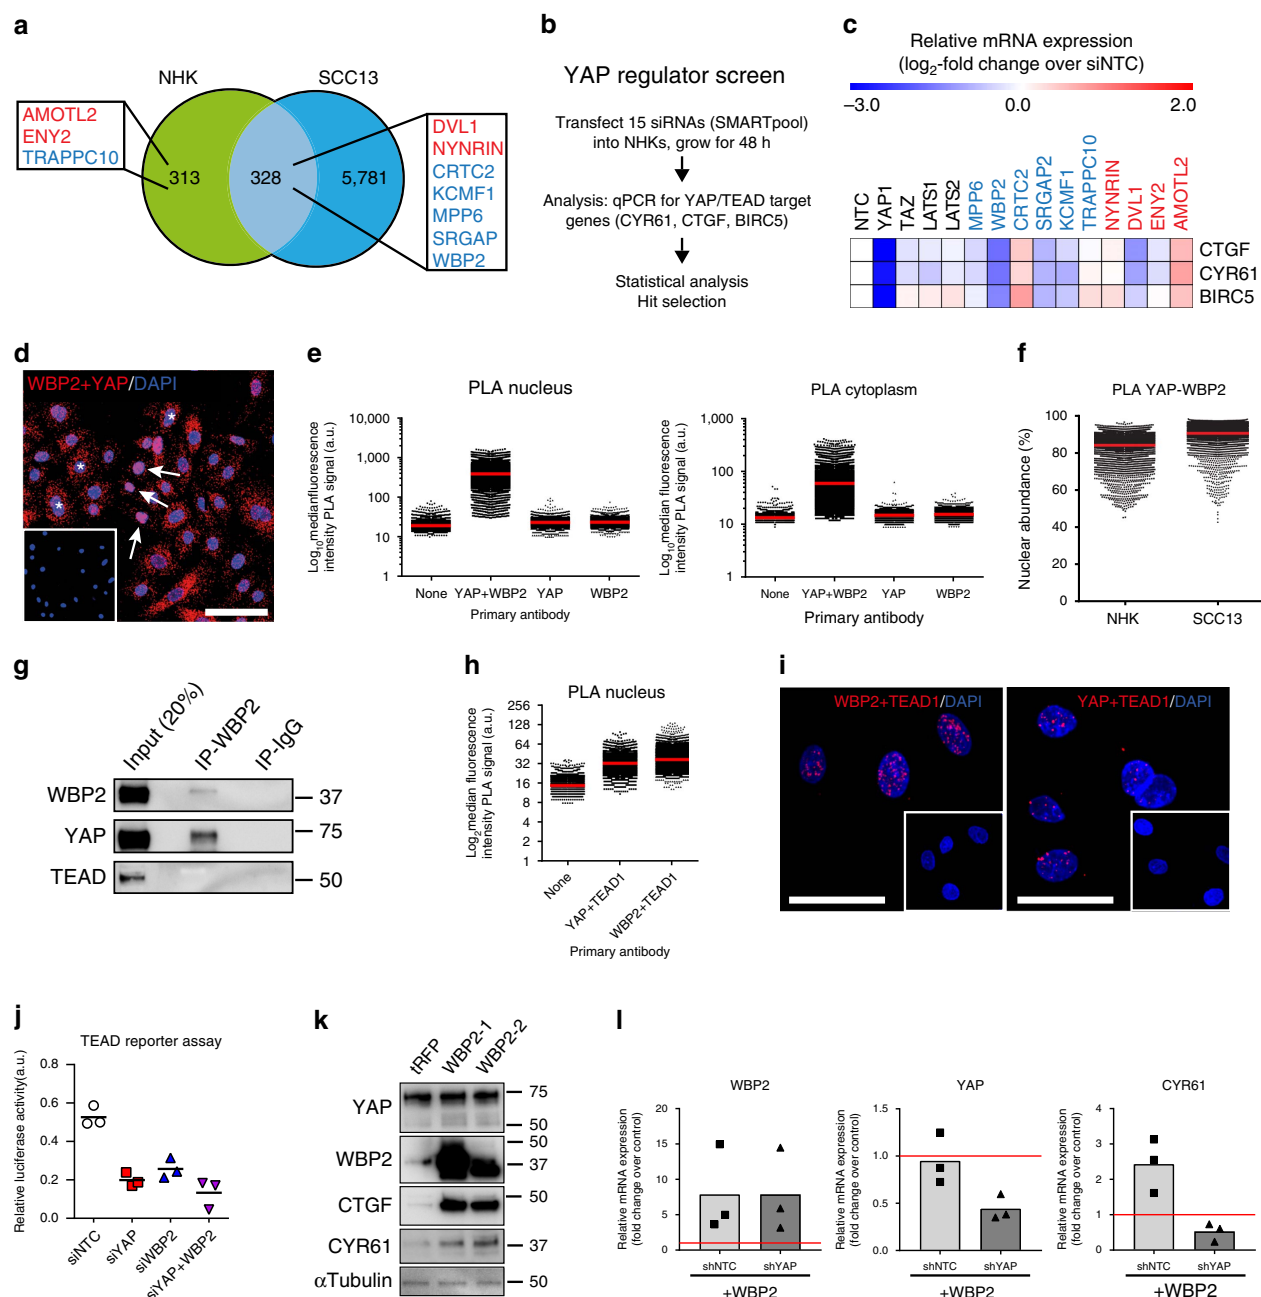 a
NHK
SCC13
AMOTL2
ENY2
TRAPPC10
313
328
5,781
DVL1
NYNRIN
CRTC2
KCMF1
MPP6
SRGAP
WBP2
b
YAP regulator screen
Transfect 15 siRNAs (SMARTpool)
into NHKs, grow for 48 h
Analysis: qPCR for YAP/TEAD target
genes (CYR61, CTGF, BIRC5)
Statistical analysis
Hit selection
c
Relative mRNA expression
(log2-fold change over siNTC)
–3.0
0.0
2.0
NTC
YAP1
TAZ
LATS1
LATS2
MPP6
WBP2
CRTC2
SRGAP2
KCMF1
TRAPPC10
NYNRIN
DVL1
ENY2
AMOTL2
CTGF
CYR61
BIRC5
d
WBP2+YAP/DAPI
*
*
*
e
PLA nucleus
Log10medianfluorescence
intensity PLA signal (a.u.)
10,000
1,000
100
10
1
None
YAP+WBP2
YAP
WBP2
Primary antibody
PLA cytoplasm
Log10median fluorescence
intensity PLA signal (a.u.)
1,000
100
10
1
None
YAP+WBP2
YAP
WBP2
Primary antibody
f
PLA YAP-WBP2
Nuclear abundance (%)
100
80
60
40
20
0
NHK
SCC13
g
Input (20%)
IP-WBP2
IP-IgG
WBP2
37
YAP
75
TEAD
50
h
PLA nucleus
Log2median fluorescence
intensity PLA signal (a.u.)
256
128
64
32
16
8
4
2
1
None
YAP+TEAD1
WBP2+TEAD1
Primary antibody
i
WBP2+TEAD1/DAPI
YAP+TEAD1/DAPI
j
TEAD reporter assay
Relative luciferase activity(a.u.)
0.8
0.6
0.4
0.2
0.0
siNTC
siYAP
siWBP2
siYAP+WBP2
k
tRFP
WBP2-1
WBP2-2
YAP
75
50
WBP2
50
37
CTGF
50
CYR61
37
αTubulin
50
l
WBP2
Relative mRNA expression
(fold change over control)
20
15
10
5
0
shNTC
shYAP
+WBP2
YAP
Relative mRNA expression
(fold change over control)
1.5
1.0
0.5
0.0
shNTC
shYAP
+WBP2
CYR61
Relative mRNA expression
(fold change over control)
4
3
2
1
0
shNTC
shYAP
+WBP2